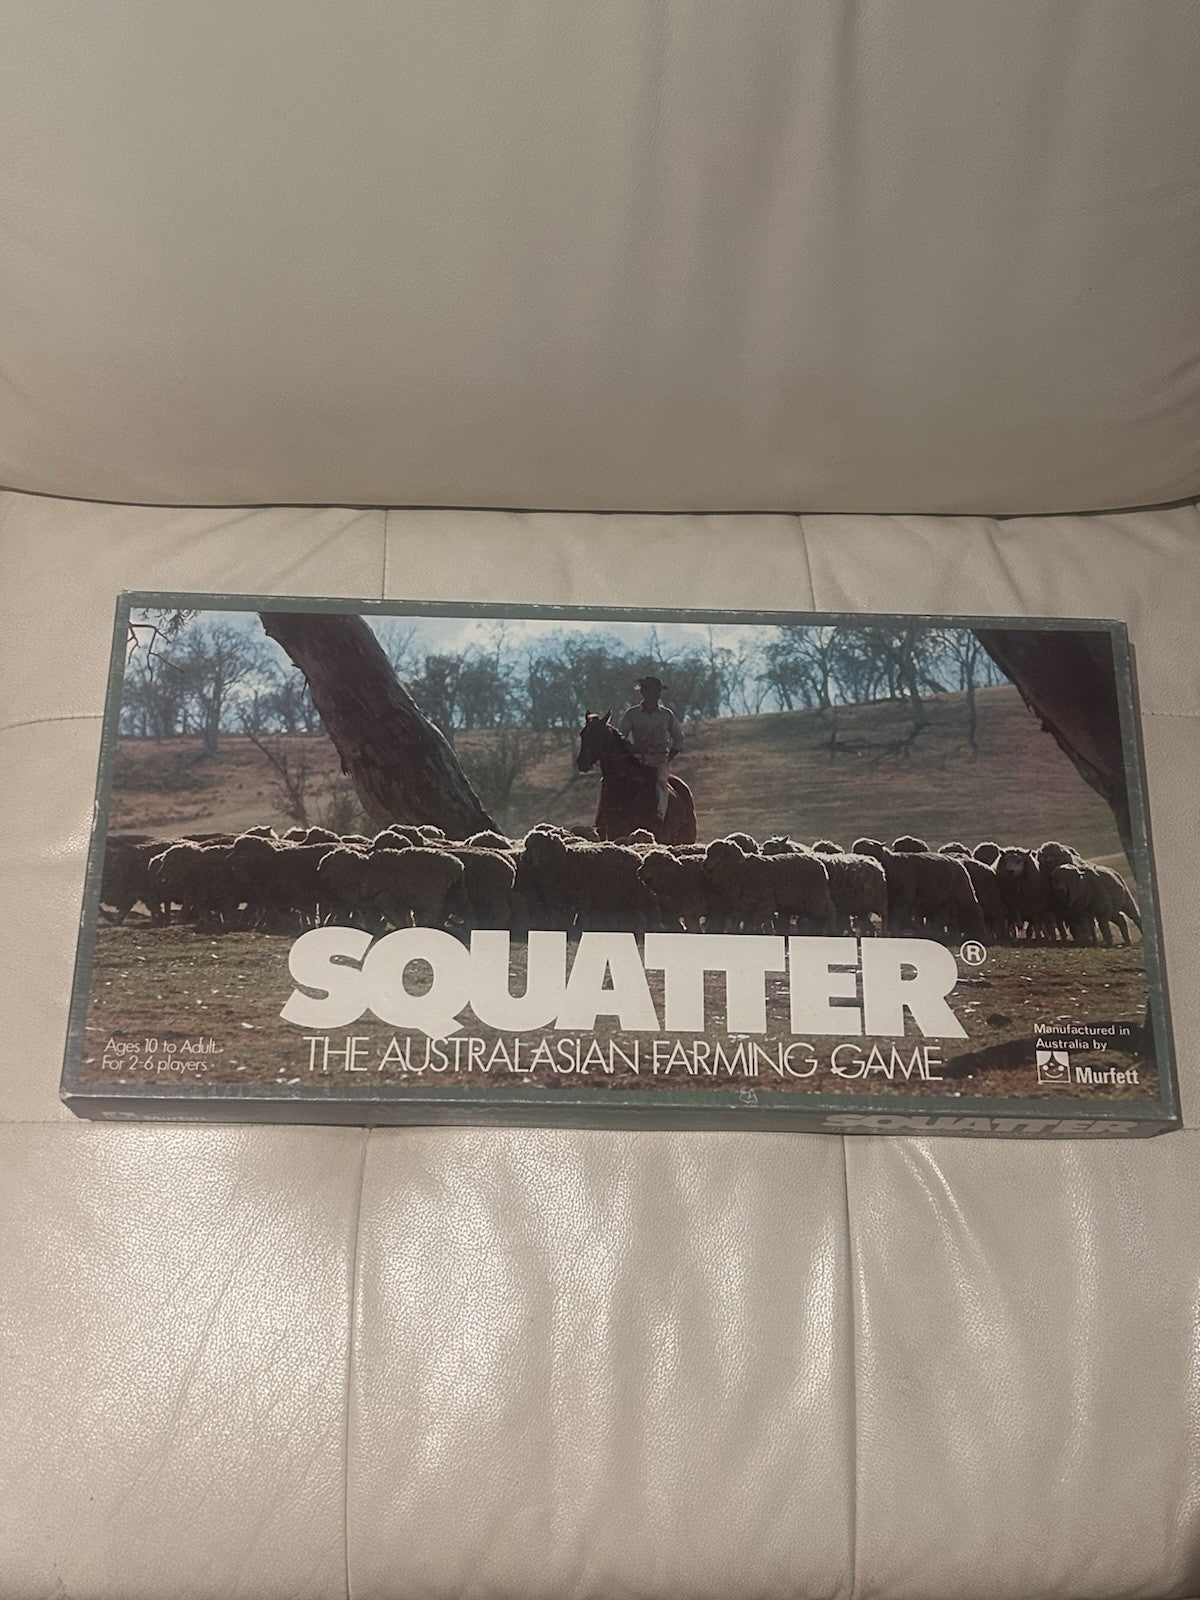 SQUATTER®
THE AUSTRALASIAN FARMING GAME
Ages 10 to Adult
For 2-6 players
Manufactured in
Australia by
Murfett
SQUATTER